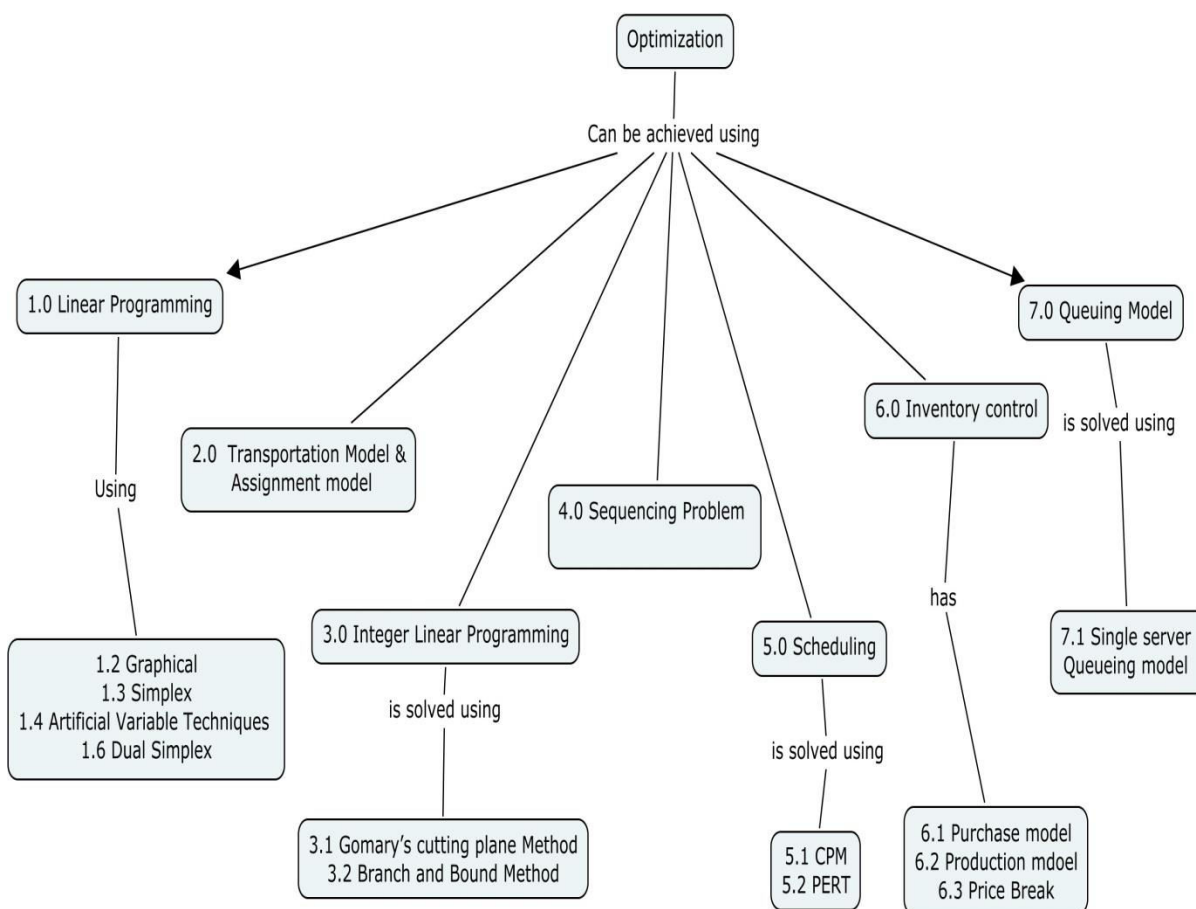 Optimization
Can be achieved using
1.0 Linear Programming
7.0 Queuing Model
6.0 Inventory control
is solved using
2.0 Transportation Model &
Assignment model
Using
4.0 Sequencing Problem
has
3.0 Integer Linear Programming
5.0 Scheduling
7.1 Single server
Queueing model
1.2 Graphical
1.3 Simplex
1.4 Artificial Variable Techniques
1.6 Dual Simplex
is solved using
is solved using
3.1 Gomary's cutting plane Method
3.2 Branch and Bound Method
5.1 CPM
5.2 PERT
6.1 Purchase model
6.2 Production mdoel
6.3 Price Break